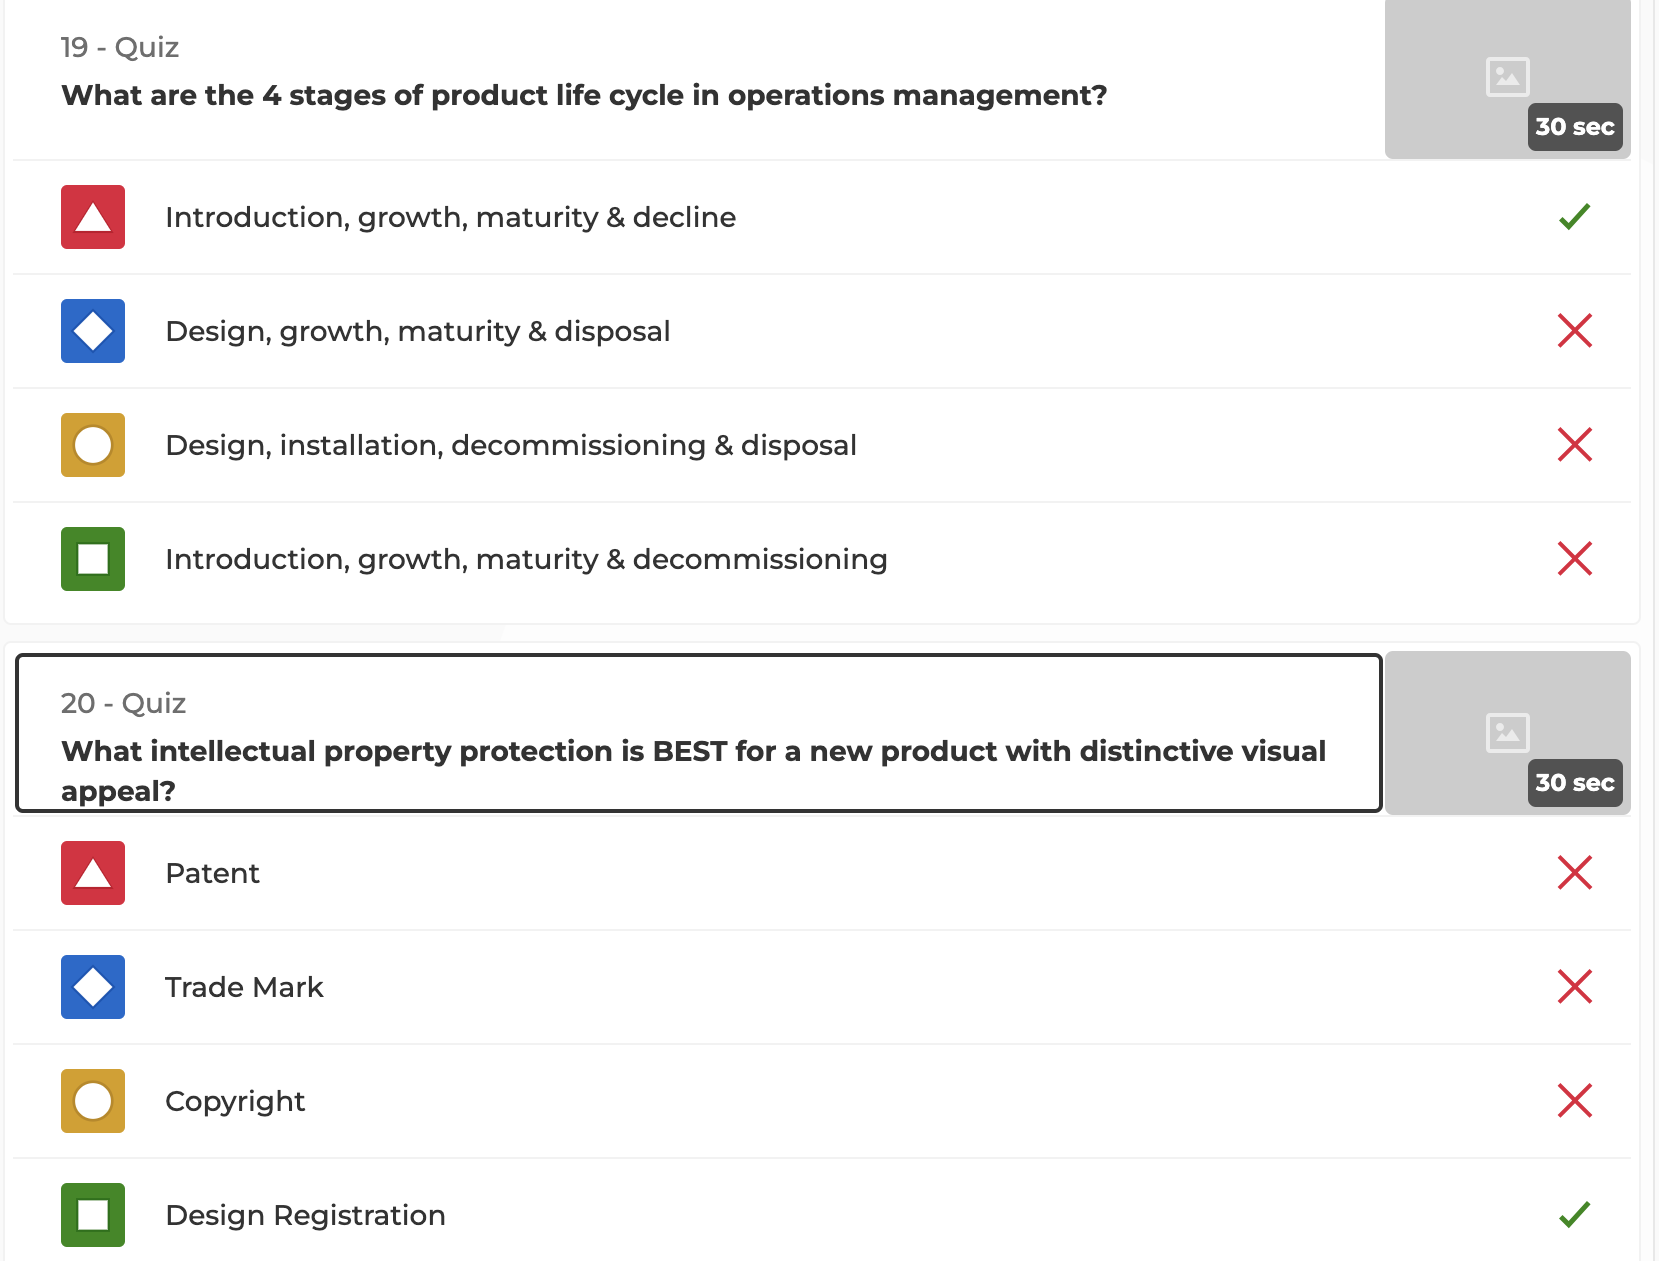 19 - Quiz
What are the 4 stages of product life cycle in operations management?
30 sec
Introduction, growth, maturity & decline
Design, growth, maturity & disposal
Design, installation, decommissioning & disposal
Introduction, growth, maturity & decommissioning
20 - Quiz
What intellectual property protection is BEST for a new product with distinctive visual
appeal?
30 sec
Patent
Trade Mark
Copyright
Design Registration